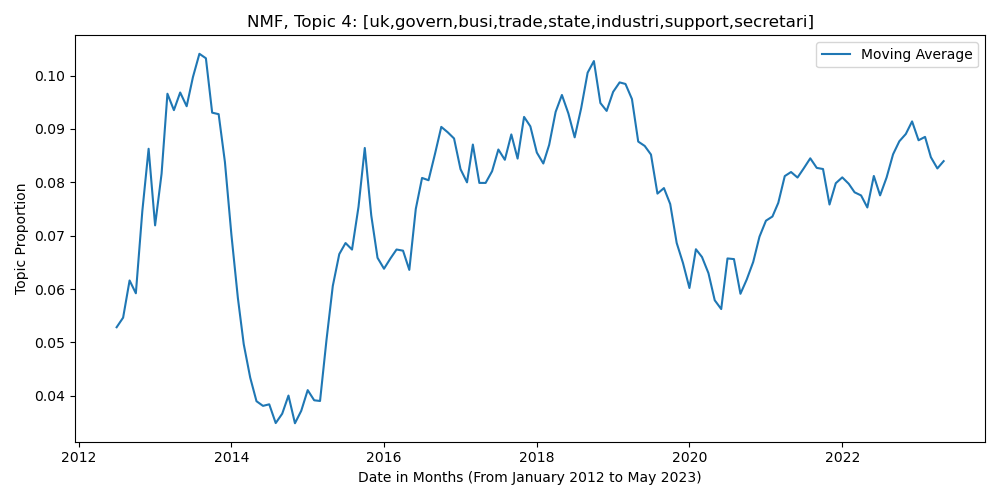 NMF, Topic 4: [uk,govern,busi,trade,state,industri,support,secretari]
Moving Average
Topic Proportion
0.10
0.09
0.08
0.07
0.06
0.05
0.04
2012 2014 2016 2018 2020 2022
Date in Months (From January 2012 to May 2023)